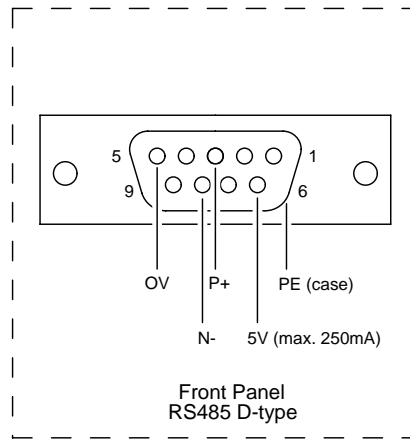 5 1
9 6
OV P+ PE (case)
N- 5V (max. 250mA)
Front Panel
RS485 D-type